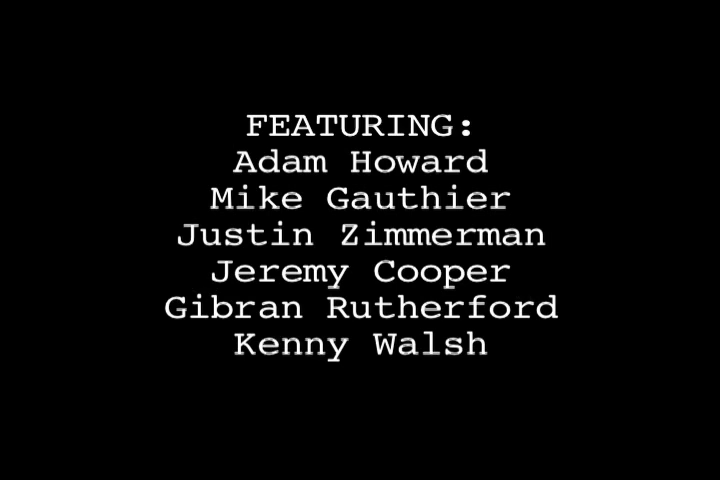 FEATURING:
Adam Howard
Mike Gauthier
Justin Zimmerman
Jeremy Cooper
Gibran Rutherford
Kenny Walsh